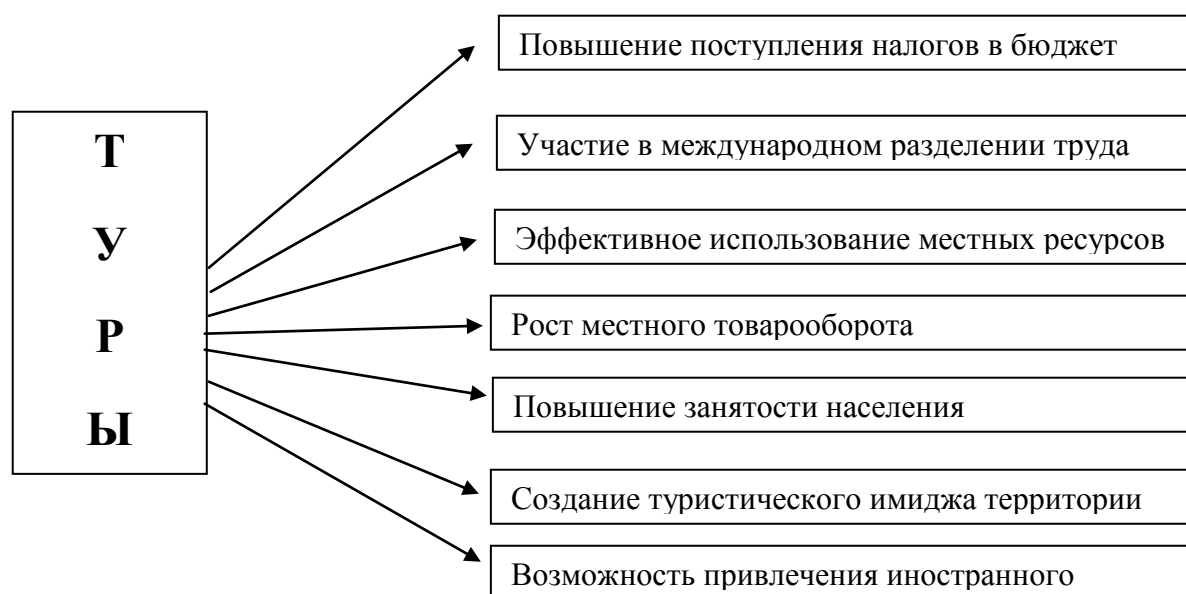 ТУРЫ
Повышение поступления налогов в бюджет
Участие в международном разделении труда
Эффективное использование местных ресурсов
Рост местного товарооборота
Повышение занятости населения
Создание туристического имиджа территории
Возможность привлечения иностранного